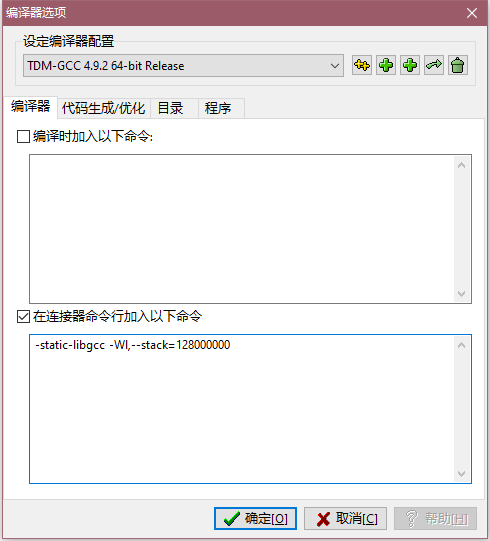 编译器选项
设定编译器配置
TDM-GCC 4.9.2 64-bit Release
编译器 代码生成/优化 目录 程序
编译时加入以下命令:
在连接器命令行加入以下命令
-static-libgcc -Wl,--stack=128000000
确定[O] 取消[C] 帮助[H]